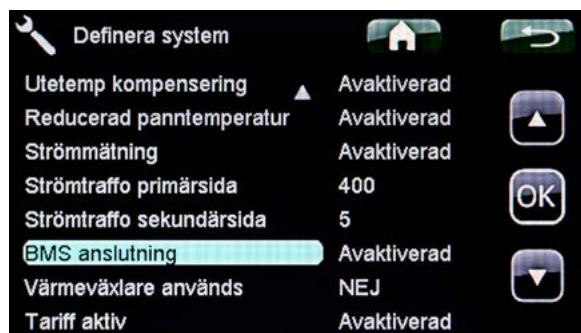 Definera system
Utetemp kompensering Avaktiverad
Reducerad panntemperatur Avaktiverad
Strömmätning Avaktiverad
Strömtraffo primärsida 400
Strömtraffo sekundärsida 5
OK
BMS anslutning Avaktiverad
Värmeväxlare används NEJ
Tariff aktiv Avaktiverad